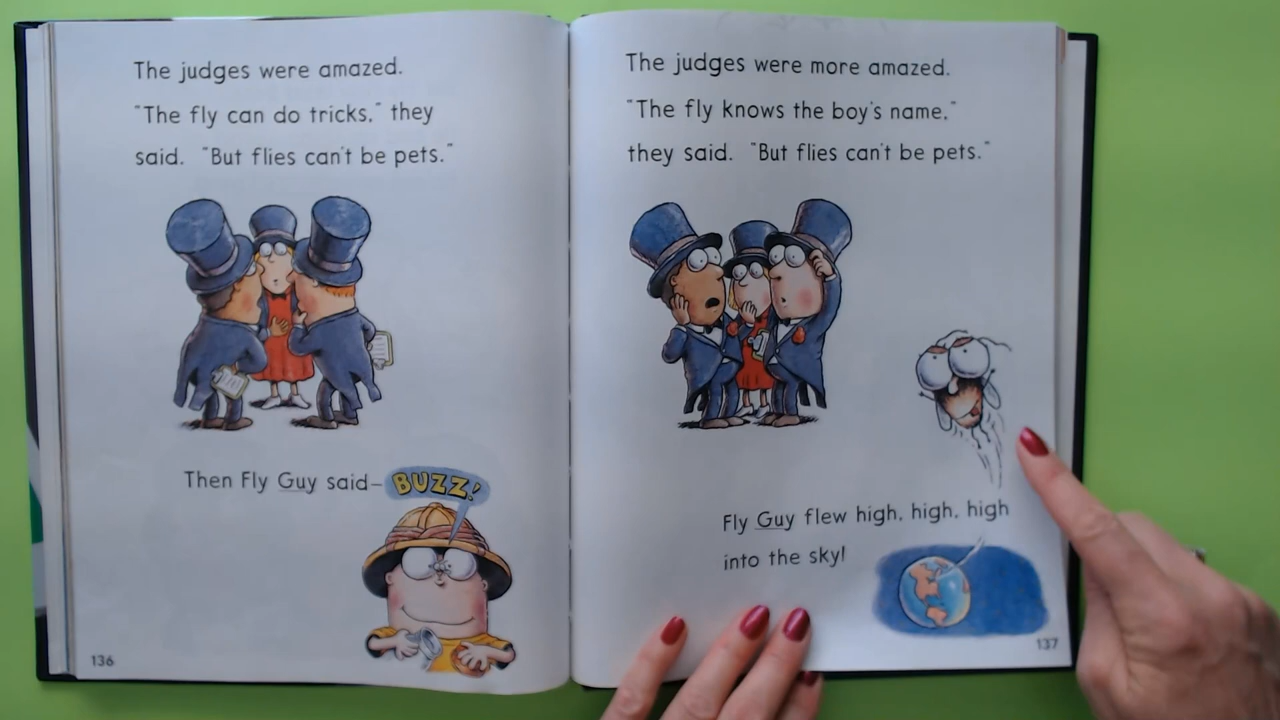 The judges were amazed.
"The fly can do tricks," they
said. "But flies can't be pets."
Then Fly Guy said–
BUZZ!
136
The judges were more amazed.
"The fly knows the boy's name,"
they said. "But flies can't be pets."
Fly Guy flew high, high, high
into the sky!
137